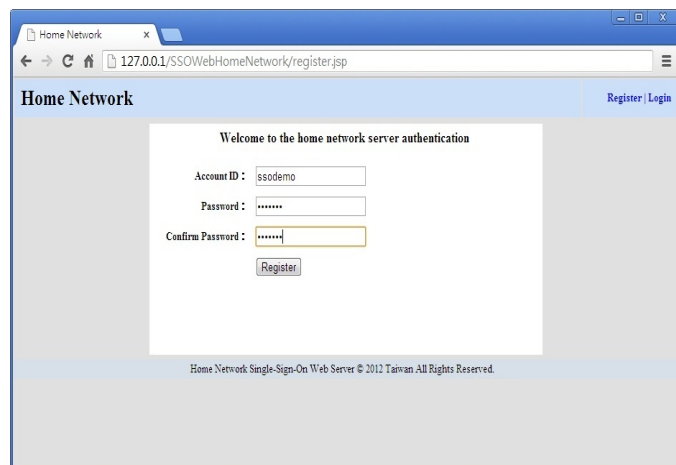 Home Network
127.0.0.1/SSOWebHomeNetwork/register.jsp
Home Network
Register | Login
Welcome to the home network server authentication
Account ID : ssodemo
Password : •••••••
Confirm Password : •••••••
Register
Home Network Single-Sign-On Web Server © 2012 Taiwan All Rights Reserved.